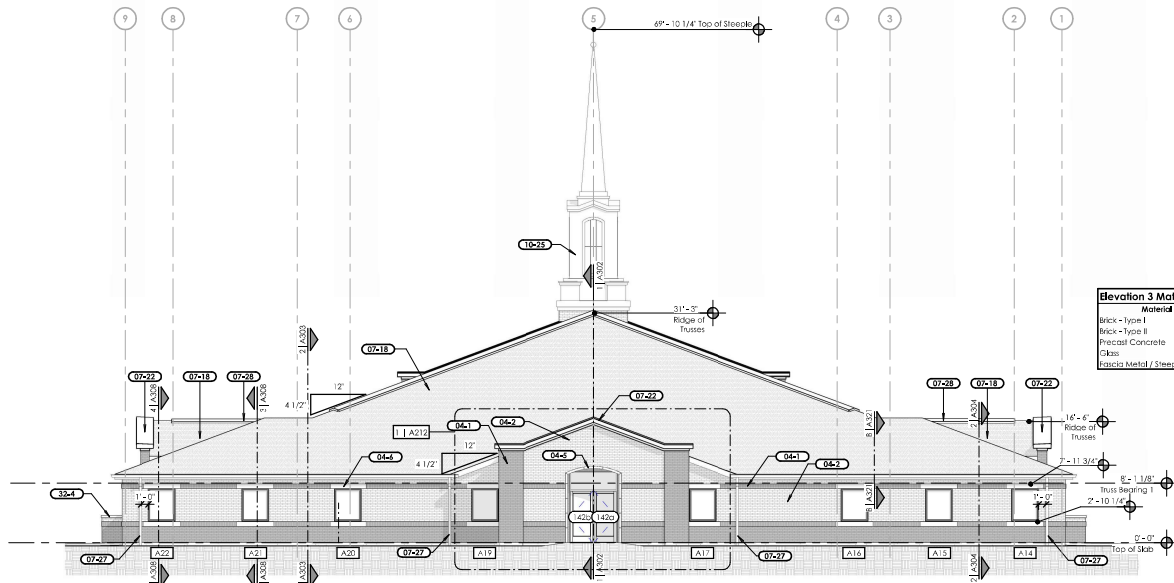 9 8 7 6 5 4 3 2 1
69' - 10 1/4" Top of Steeple
10-25
1 | A302
31' - 3"
Ridge of
Trusses
Elevation 3 Mat
Material
Brick - Type I
Brick - Type II
Precast Concrete
Glass
Fascia Metal / Steep
2 | A303
07-18
12"
4 1/2"
07-22
07-18
07-28
4 | A308
3 | A308
07-22
07-28
07-18
07-22
2 | A304
8 | A321
16' - 6"
Ridge of
Trusses
1 | A212
04-1
04-2
12"
4 1/2"
04-5
04-6
04-1
04-2
7' - 11 3/4"
8' - 1 1/8"
Truss Bearing 1
32-4
1' - 0"
142b
142a
8 | A321
1' - 0"
2' - 10 1/4"
0' - 0"
Top of Slab
07-27
A22
A21
A20
07-27
A19
A17
07-27
A16
A15
A14
07-27
A308
A308
A303
1 | A302
2 | A304